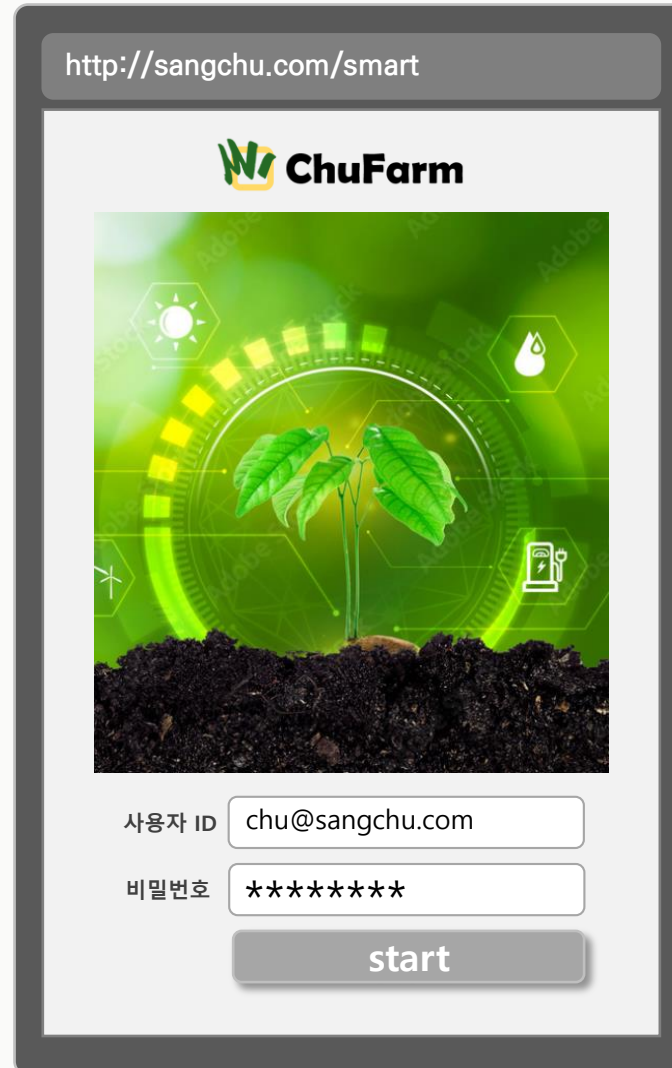 http://sangchu.com/smart
ChuFarm
사용자 ID
chu@sangchu.com
비밀번호
********
start